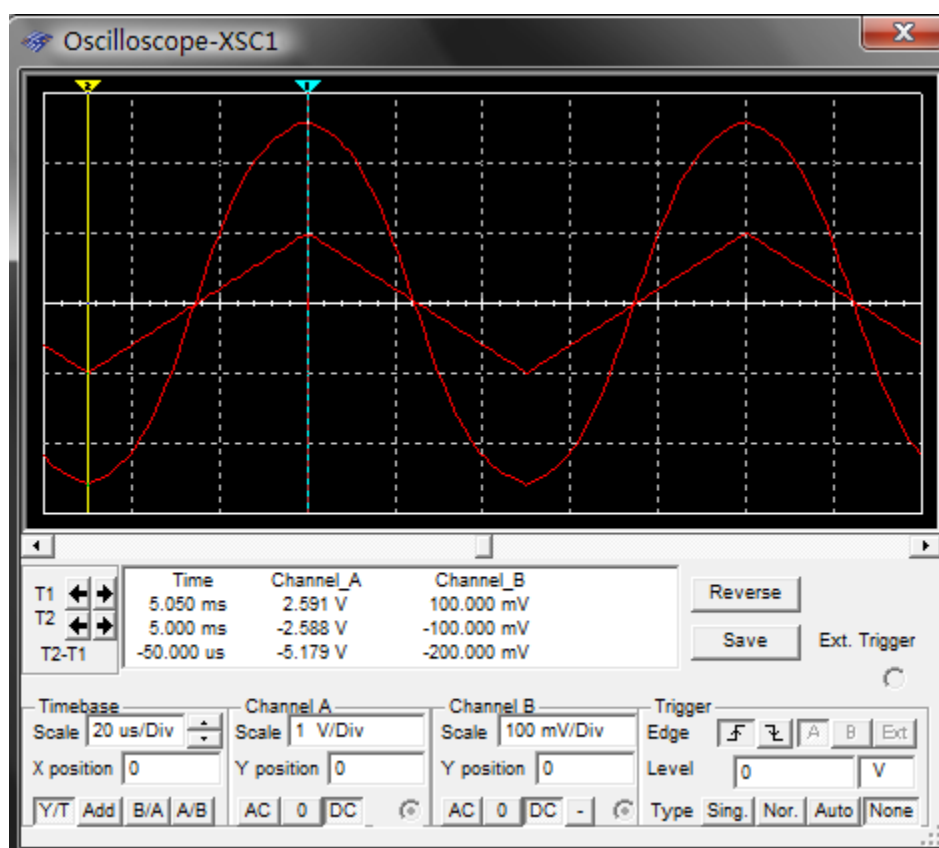 Oscilloscope-XSC1
X
2 1
T1
T2
T2-T1
Time Channel_A Channel_B
5.050 ms 2.591 V 100.000 mV
5.000 ms -2.588 V -100.000 mV
-50.000 us -5.179 V -200.000 mV
Reverse
Save
Ext. Trigger
Timebase
Scale 20 us/Div
X position 0
Y/T Add B/A A/B
Channel A
Scale 1 V/Div
Y position 0
AC 0 DC
Channel B
Scale 100 mV/Div
Y position 0
AC 0 DC -
Trigger
Edge A B Ext
Level 0 V
Type Sing. Nor. Auto None